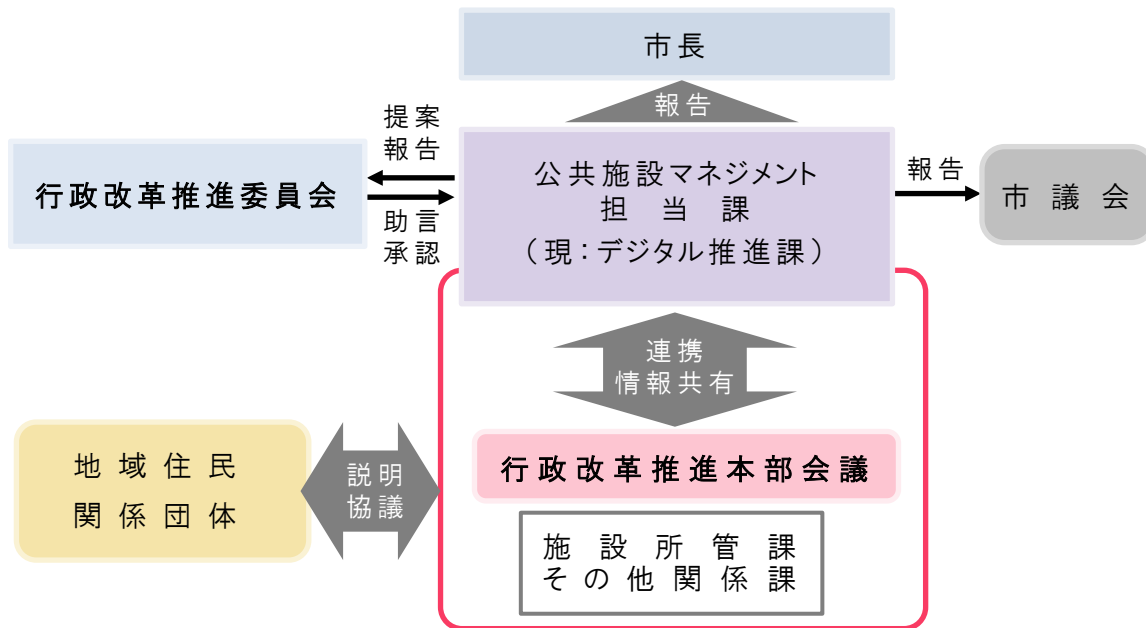 市長
報告
提案
報告
行政改革推進委員会
助言
承認
公共施設マネジメント
担当課
（現：デジタル推進課）
報告
市議会
連携
情報共有
地域住民
関係団体
説明
協議
行政改革推進本部会議
施設所管課
その他関係課